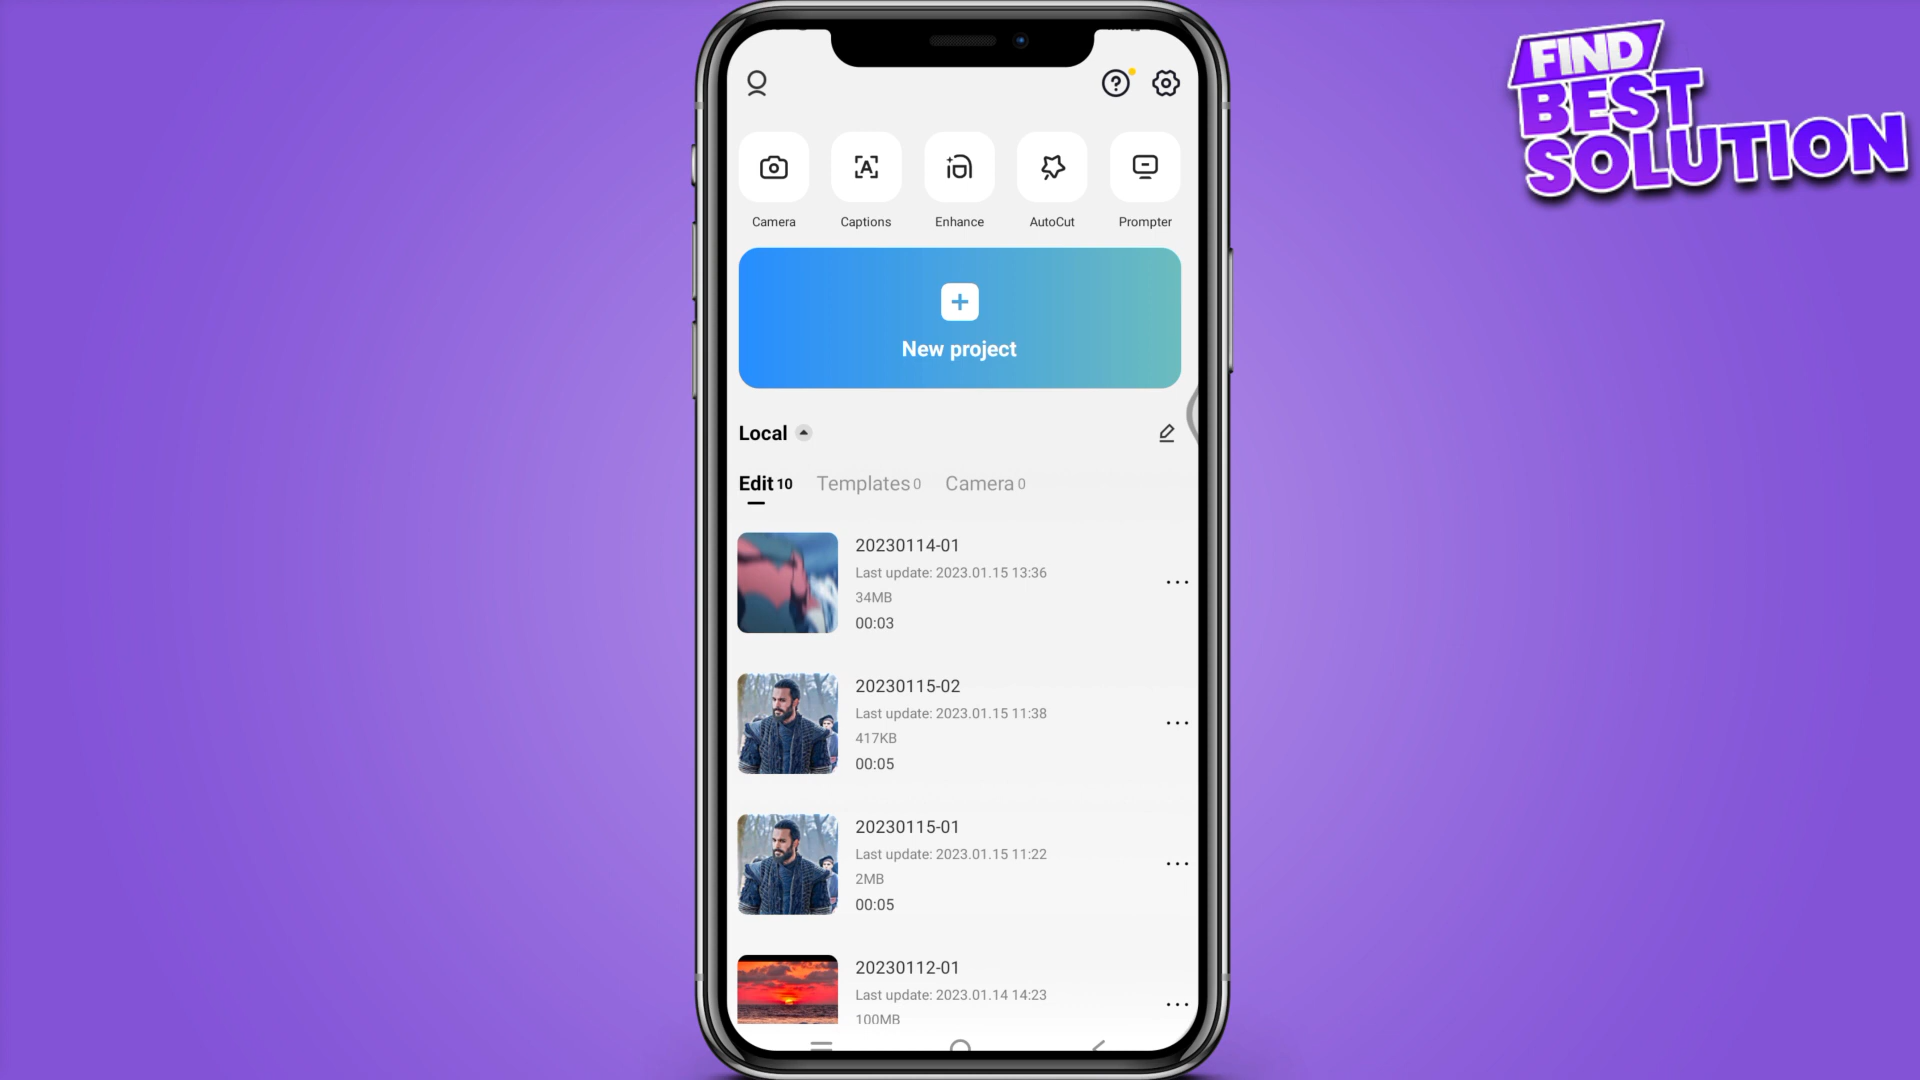 FIND
BEST
SOLUTION
Camera
Captions
Enhance
AutoCut
Prompter
New project
Local
Edit 10
Templates 0
Camera 0
20230114-01
Last update: 2023.01.15 13:36
34MB
00:03
20230115-02
Last update: 2023.01.15 11:38
417KB
00:05
20230115-01
Last update: 2023.01.15 11:22
2MB
00:05
20230112-01
Last update: 2023.01.14 14:23
100MB